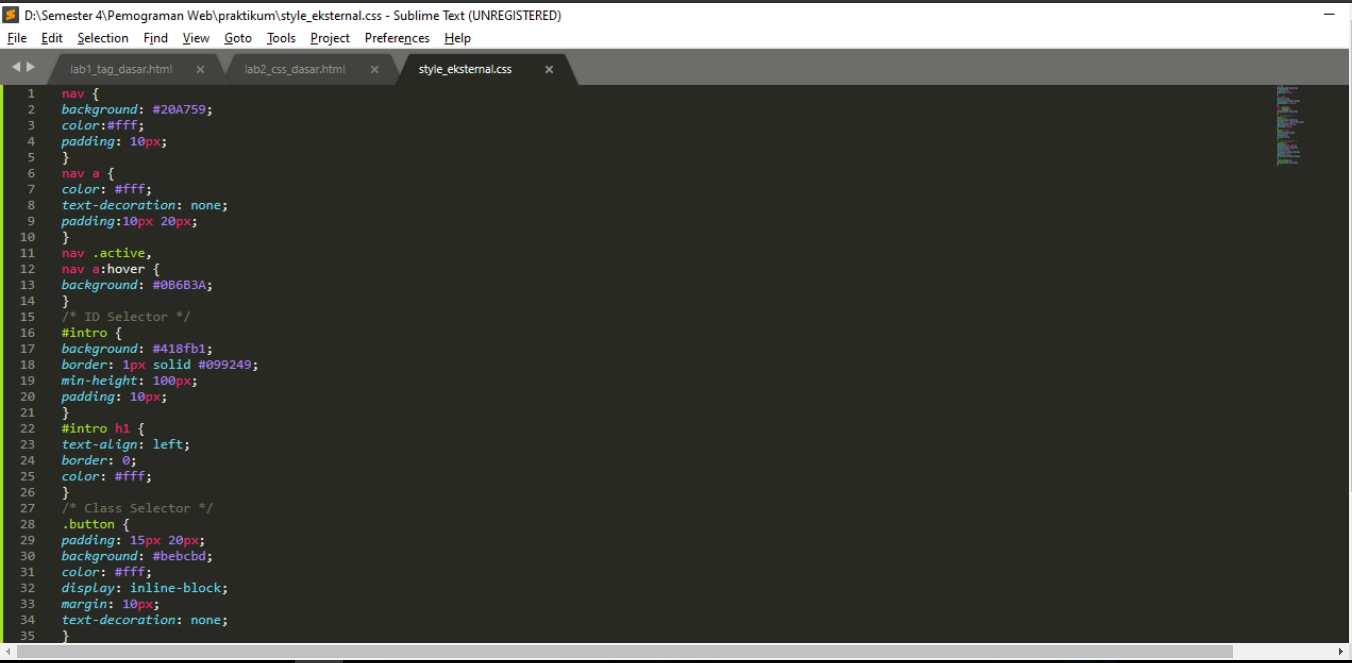 D:\Semester 4\Pemograman Web\praktikum\style_eksternal.css - Sublime Text (UNREGISTERED)
File Edit Selection Find View Goto Tools Project Preferences Help
lab1_tag_dasar.html lab2_css_dasar.html style_eksternal.css
1 nav {
2 background: #20A759;
3 color:#fff;
4 padding: 10px;
5 }
6 nav a {
7 color: #fff;
8 text-decoration: none;
9 padding:10px 20px;
10 }
11 nav .active,
12 nav a:hover {
13 background: #0B6B3A;
14 }
15 /* ID Selector */
16 #intro {
17 background: #418fb1;
18 border: 1px solid #099249;
19 min-height: 100px;
20 padding: 10px;
21 }
22 #intro h1 {
23 text-align: left;
24 border: 0;
25 color: #fff;
26 }
27 /* Class Selector */
28 .button {
29 padding: 15px 20px;
30 background: #bebcbd;
31 color: #fff;
32 display: inline-block;
33 margin: 10px;
34 text-decoration: none;
35 }